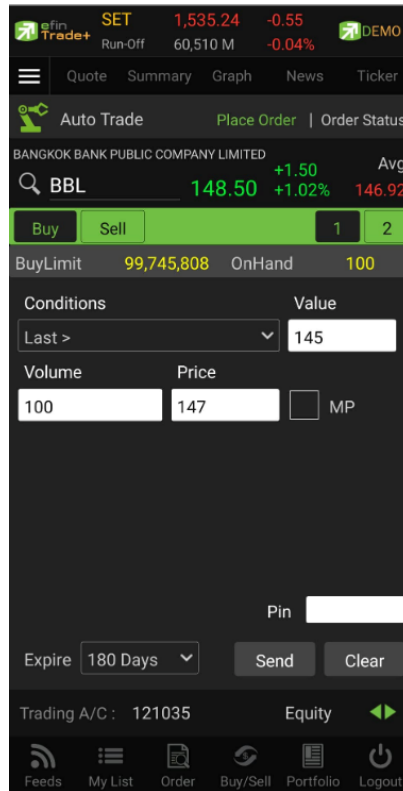 efin Trade+ SET 1,535.24 -0.55 DEMO
Run-Off 60,510 M -0.04%
Quote Summary Graph News Ticker
Auto Trade Place Order | Order Status
BANGKOK BANK PUBLIC COMPANY LIMITED
BBL 148.50 +1.50 +1.02% Avg 146.92
Buy Sell 1 2
BuyLimit 99,745,808 OnHand 100
Conditions Value
Last > 145
Volume Price
100 147 MP
Pin
Expire 180 Days Send Clear
Trading A/C : 121035 Equity
Feeds My List Order Buy/Sell Portfolio Logout